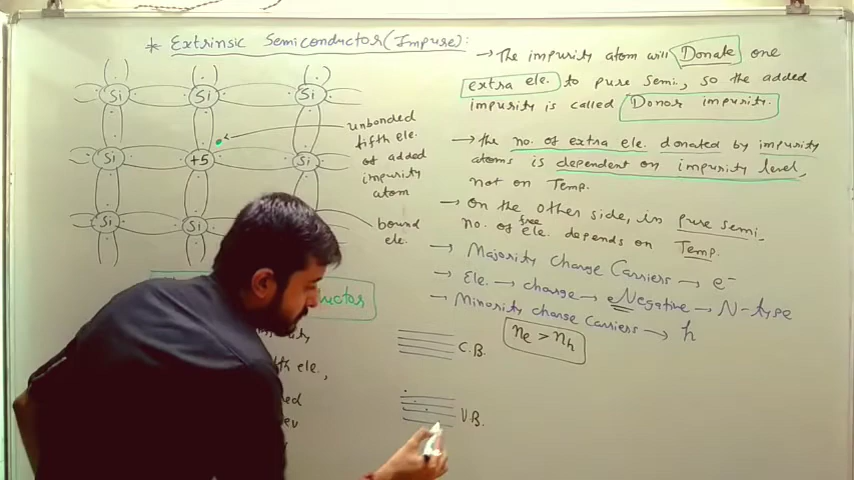 * Extrinsic Semiconductor (Impure):
Si Si Si
Si +5 Si
Si Si
unbonded
fifth ele.
of added
impurity
atom
bound
ele.
→ The impurity atom will Donate one
extra ele. to pure semi., so the added
impurity is called Donor impurity.
→ the no. of extra ele. donated by impurity
atoms is dependent on impurity level,
not on Temp.
→ On the other side, in pure semi.
no. of free ele. depends on Temp.
→ Majority Charge Carriers → e⁻
→ Ele. → charge → Negative → N-type
→ Minority charge Carriers → h
nₑ > nₕ
C.B.
V.B.